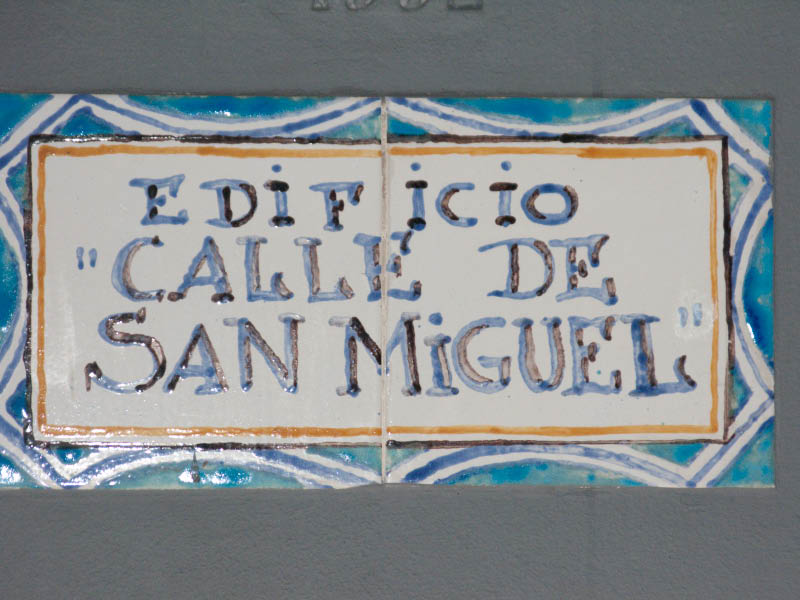 EDIFICIO
"CALLE DE
SAN MIGUEL"